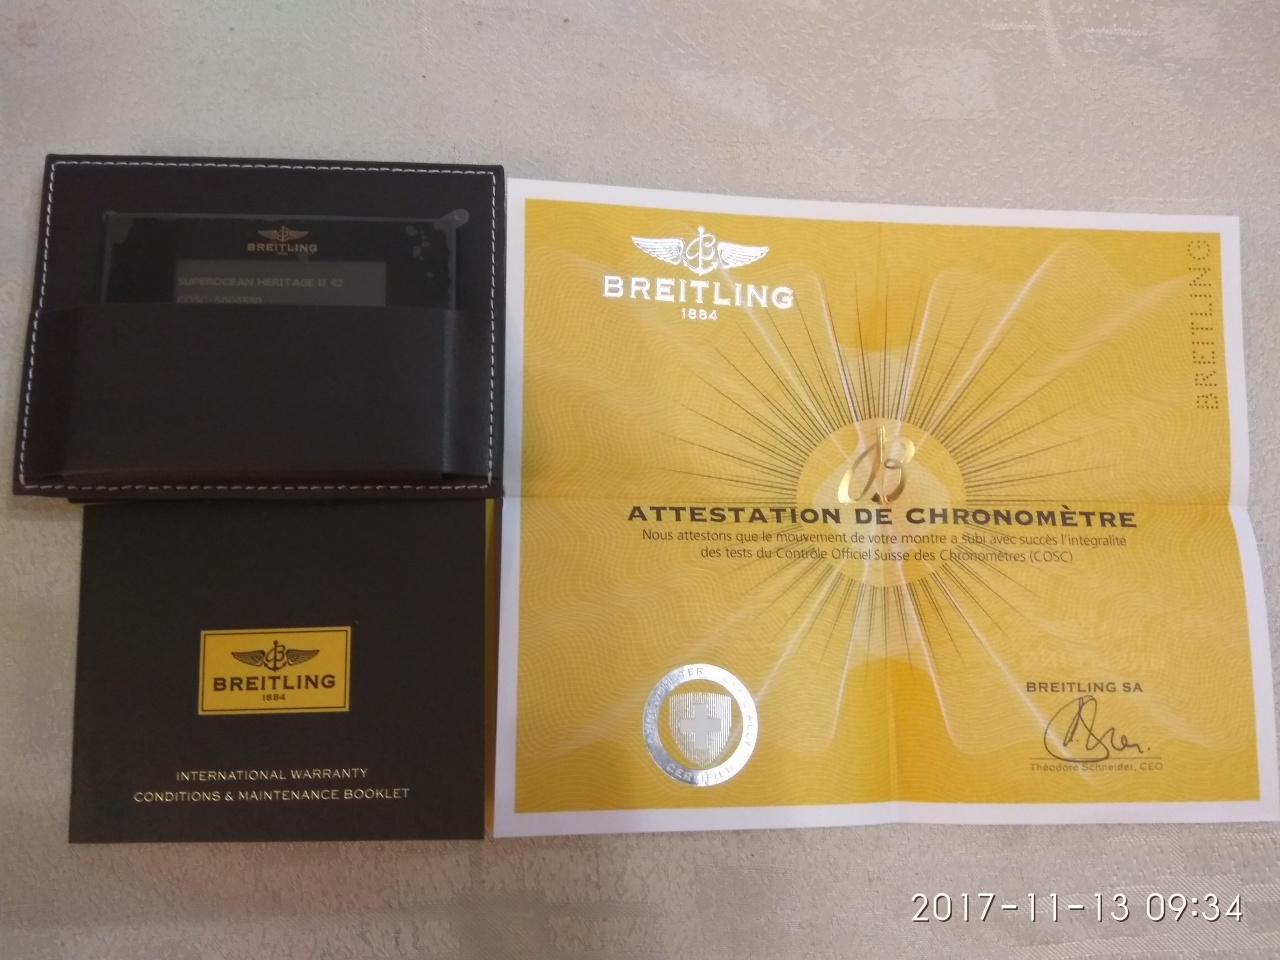 BREITLING
SUPEROCEAN HERITAGE II 42
BREITLING
1884
INTERNATIONAL WARRANTY
CONDITIONS & MAINTENANCE BOOKLET
BREITLING
1884
BREITLING
ATTESTATION DE CHRONOMÈTRE
Nous attestons que le mouvement de votre montre a subi avec succès l'intégralité
des tests du Contrôle Officiel Suisse des Chronomètres (COSC)
CHRONOMETER OFFICIALLY CERTIFIED
BREITLING SA
Théodore Schneider, CEO
2017-11-13 09:34